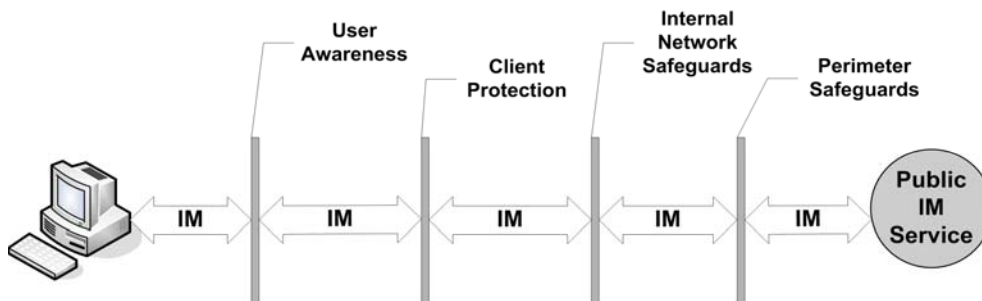 User
Awareness
Client
Protection
Internal
Network
Safeguards
Perimeter
Safeguards
IM
IM
IM
IM
IM
Public
IM
Service